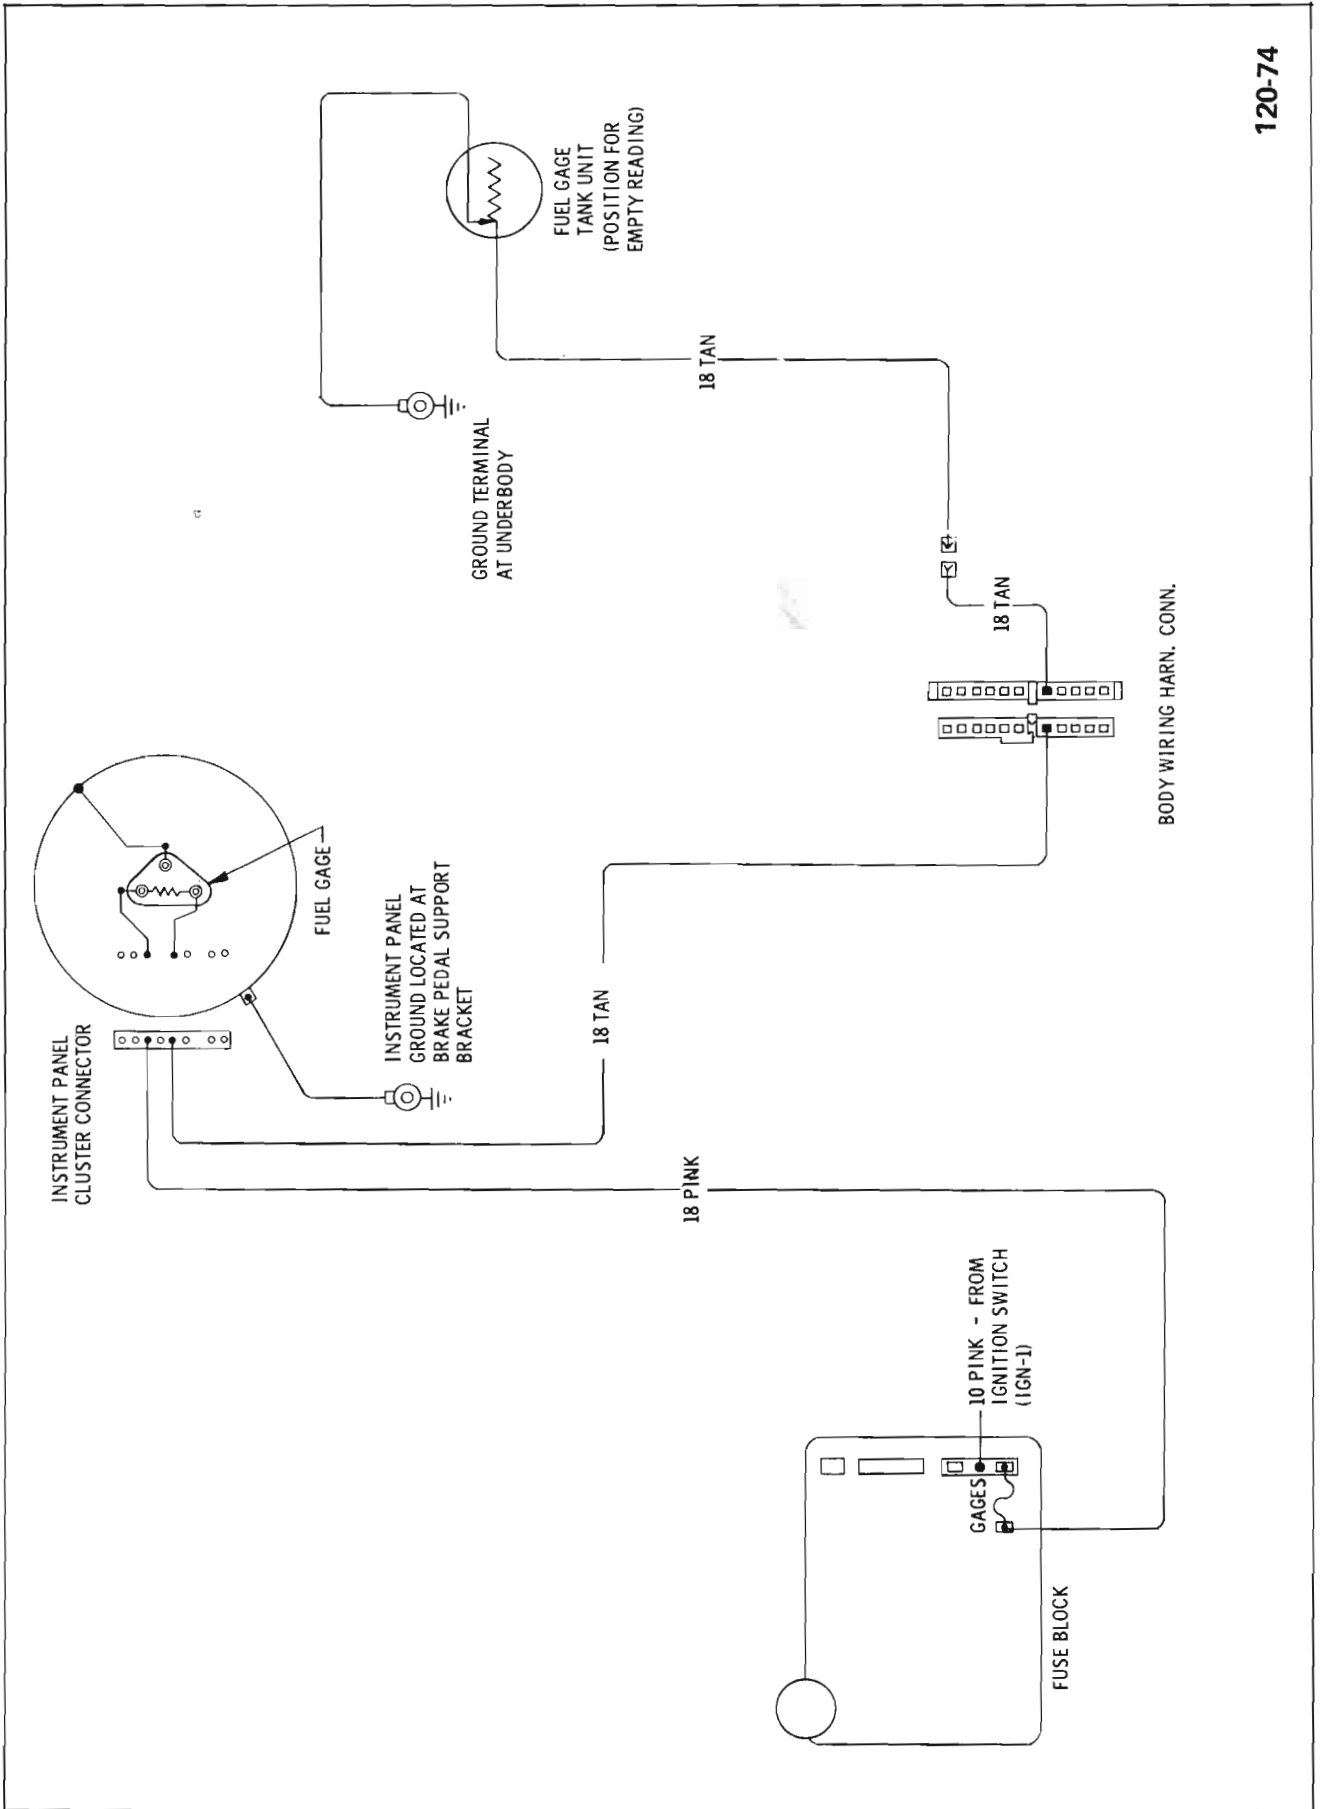 INSTRUMENT PANEL
CLUSTER CONNECTOR
FUEL GAGE
INSTRUMENT PANEL
GROUND LOCATED AT
BRAKE PEDAL SUPPORT
BRACKET
GROUND TERMINAL
AT UNDERBODY
FUEL GAGE
TANK UNIT
(POSITION FOR
EMPTY READING)
18 TAN
18 PINK
18 TAN
18 TAN
GAGES
10 PINK - FROM
IGNITION SWITCH
(IGN-1)
FUSE BLOCK
BODY WIRING HARN. CONN.
120-74